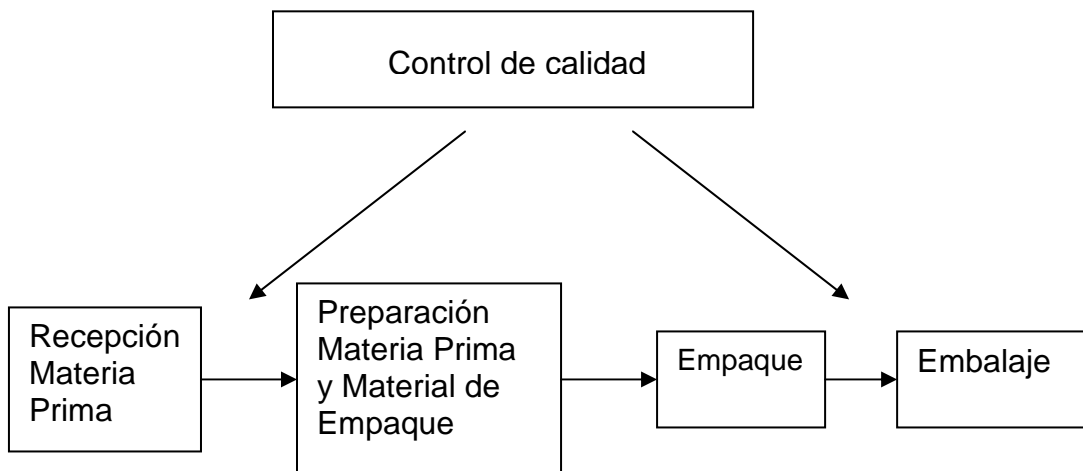 Control de calidad
Recepción
Materia
Prima
Preparación
Materia Prima
y Material de
Empaque
Empaque
Embalaje